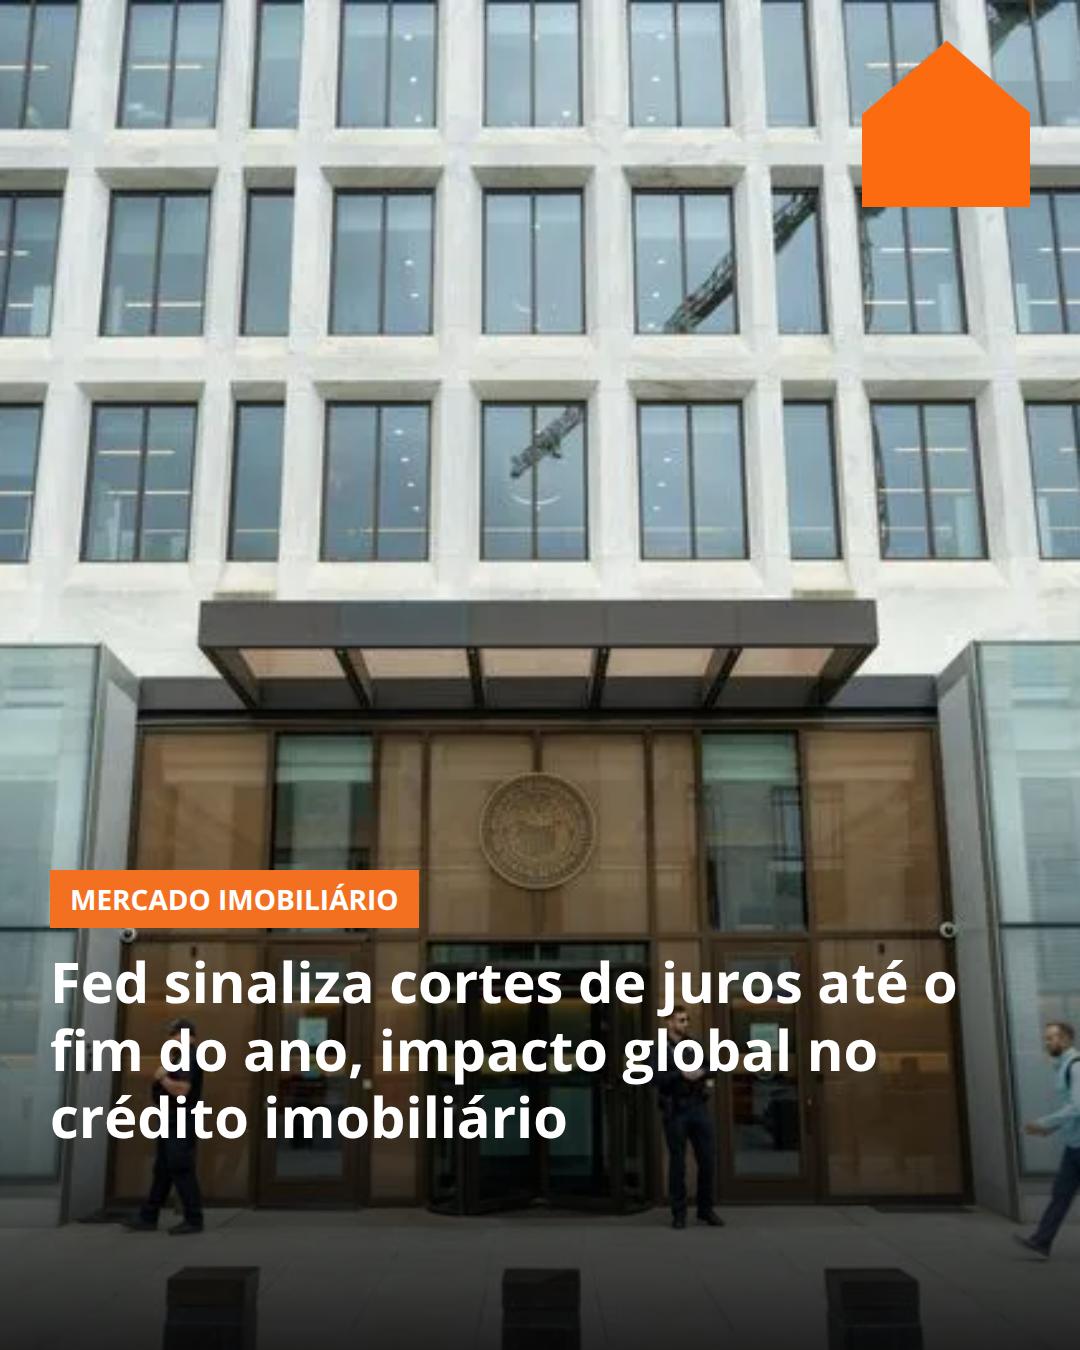 MERCADO IMOBILIÁRIO
Fed sinaliza cortes de juros até o
fim do ano, impacto global no
crédito imobiliário